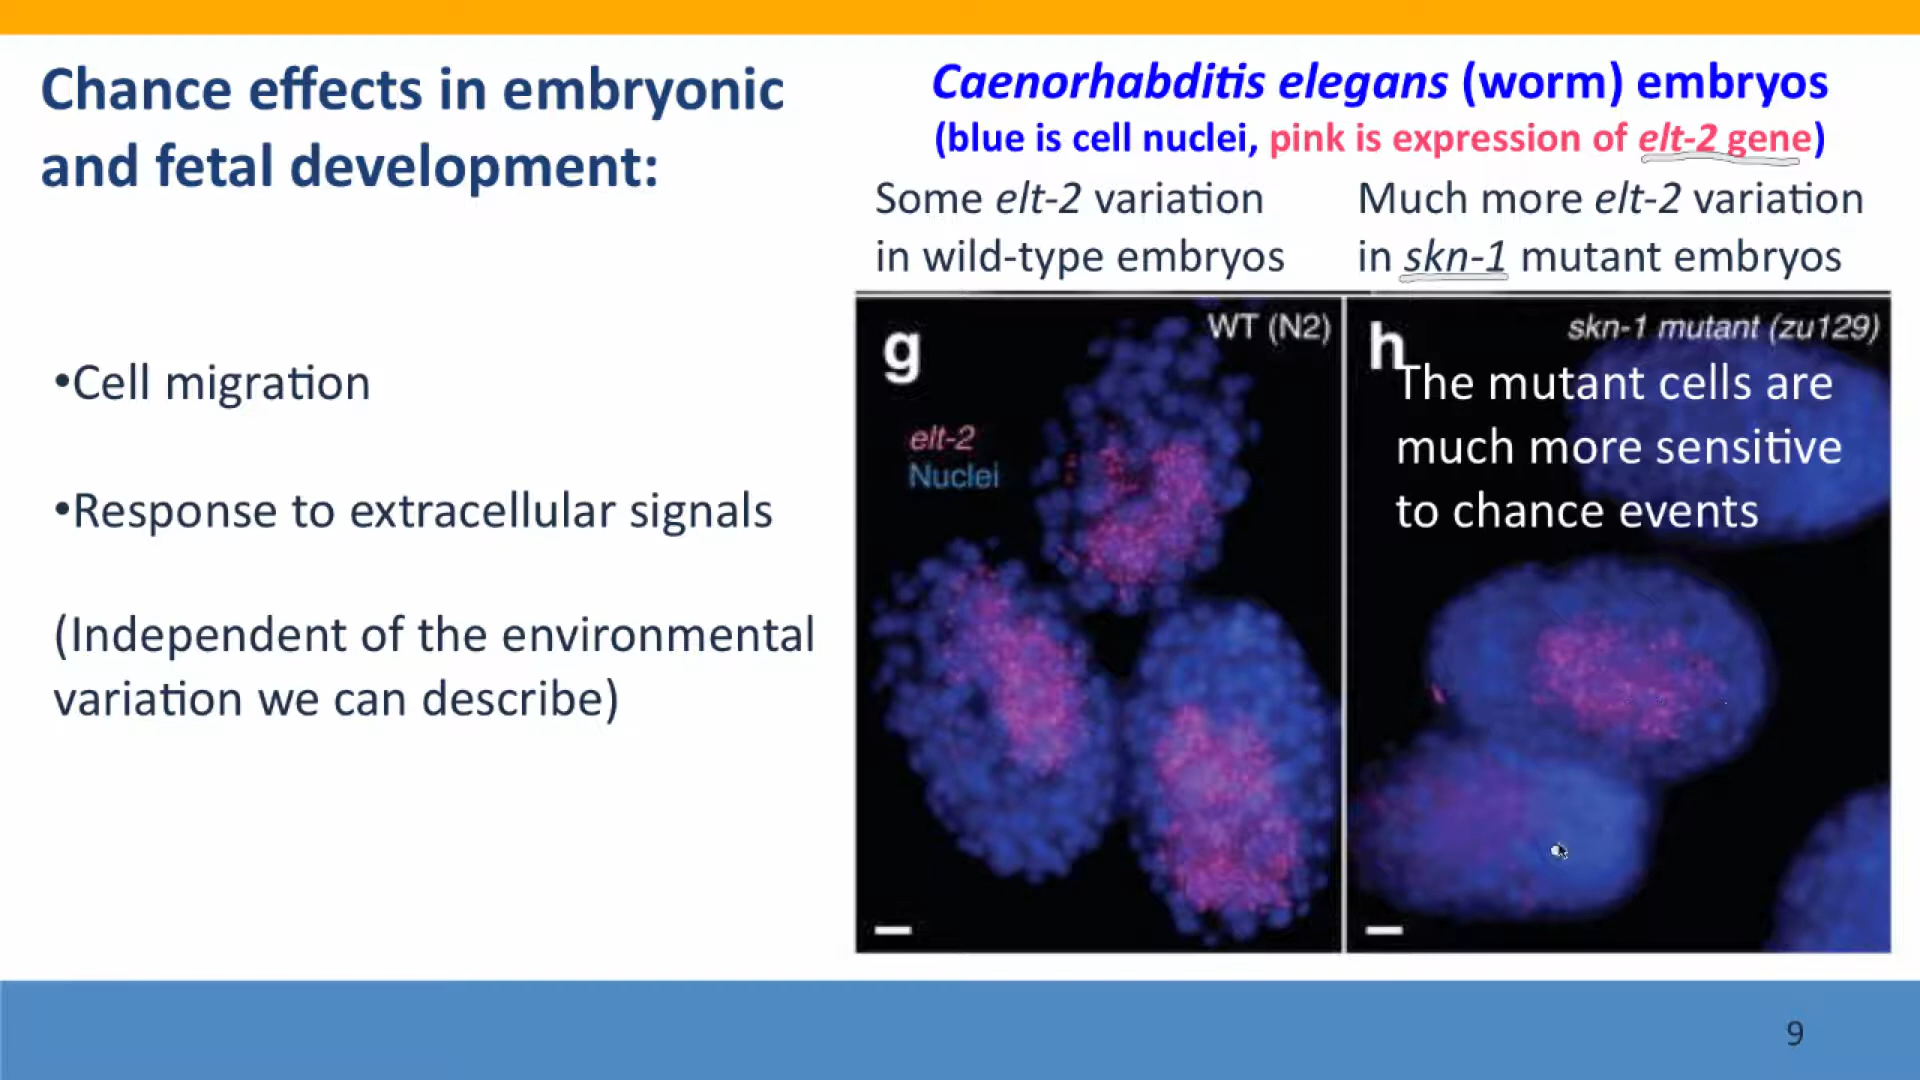 Chance effects in embryonic
and fetal development:
•Cell migration
•Response to extracellular signals
(Independent of the environmental
variation we can describe)
Caenorhabditis elegans (worm) embryos
(blue is cell nuclei, pink is expression of elt-2 gene)
Some elt-2 variation
in wild-type embryos
Much more elt-2 variation
in skn-1 mutant embryos
g
WT (N2)
elt-2
Nuclei
h
skn-1 mutant (zu129)
The mutant cells are
much more sensitive
to chance events
9